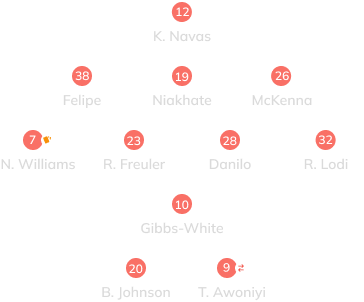 12
K. Navas
38 19 26
Felipe Niakhate McKenna
7 23 28 32
N. Williams R. Freuler Danilo R. Lodi
10
Gibbs-White
20 9
B. Johnson T. Awoniyi